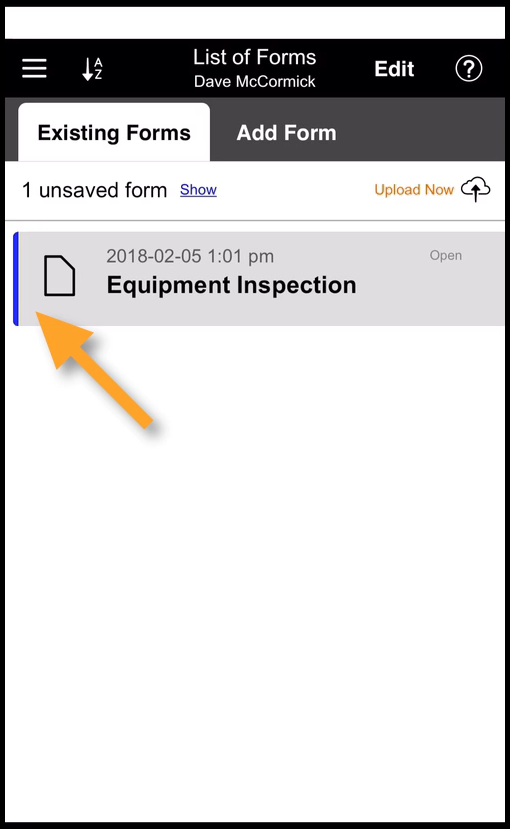 A
Z
List of Forms
Dave McCormick
Edit
?
Existing Forms
Add Form
1 unsaved form Show
Upload Now
2018-02-05 1:01 pm
Open
Equipment Inspection